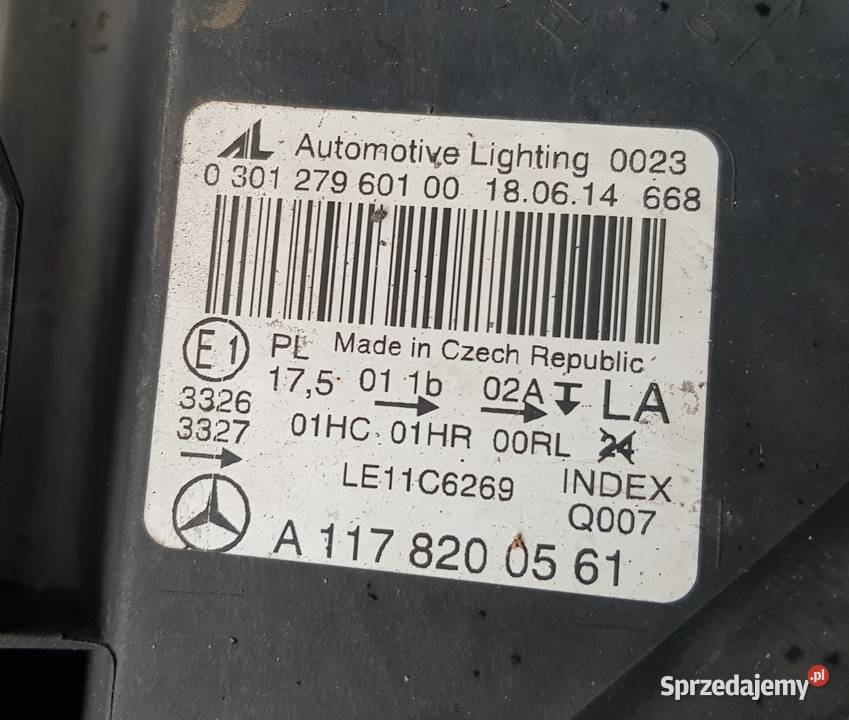 AL Automotive Lighting 0023
0 301 279 601 00 18.06.14 668
E1 PL Made in Czech Republic
17,5 01 1b 02A LA
3326
3327 01HC 01HR 00RL 24
LE11C6269 INDEX
Q007
A 117 820 05 61
Sprzedajemy.pl